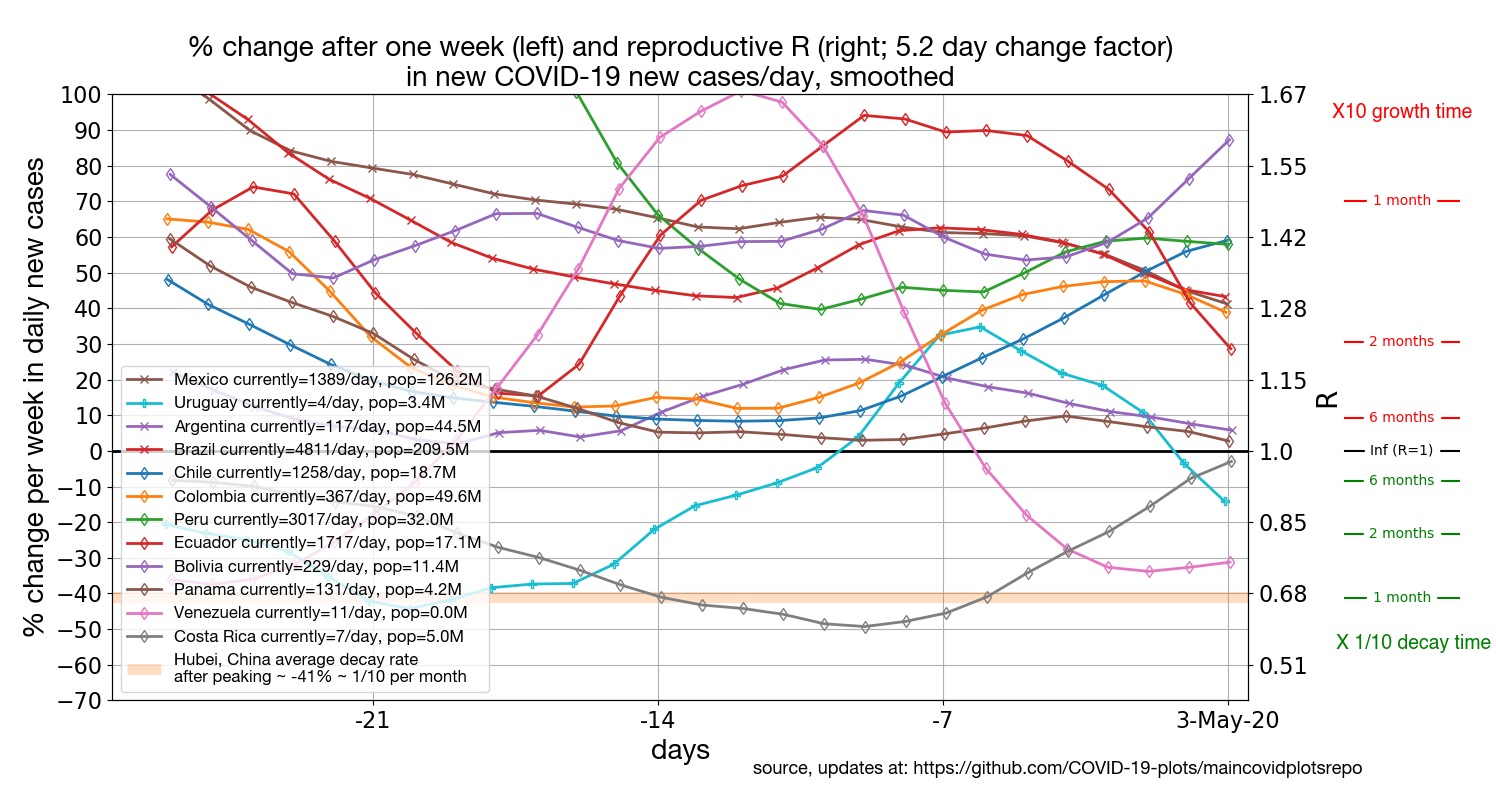 % change after one week (left) and reproductive R (right; 5.2 day change factor)
in new COVID-19 new cases/day, smoothed
% change per week in daily new cases
100
90
80
70
60
50
40
30
20
10
0
−10
−20
−30
−40
−50
−60
−70
Mexico currently=1389/day, pop=126.2M
Uruguay currently=4/day, pop=3.4M
Argentina currently=117/day, pop=44.5M
Brazil currently=4811/day, pop=209.5M
Chile currently=1258/day, pop=18.7M
Colombia currently=367/day, pop=49.6M
Peru currently=3017/day, pop=32.0M
Ecuador currently=1717/day, pop=17.1M
Bolivia currently=229/day, pop=11.4M
Panama currently=131/day, pop=4.2M
Venezuela currently=11/day, pop=0.0M
Costa Rica currently=7/day, pop=5.0M
Hubei, China average decay rate
after peaking ~ -41% ~ 1/10 per month
-21
-14
-7
3-May-20
days
1.67
1.55
1.42
1.28
1.15
1.0
0.85
0.68
0.51
R
X10 growth time
1 month
2 months
6 months
Inf (R=1)
6 months
2 months
1 month
X 1/10 decay time
source, updates at: https://github.com/COVID-19-plots/maincovidplotsrepo